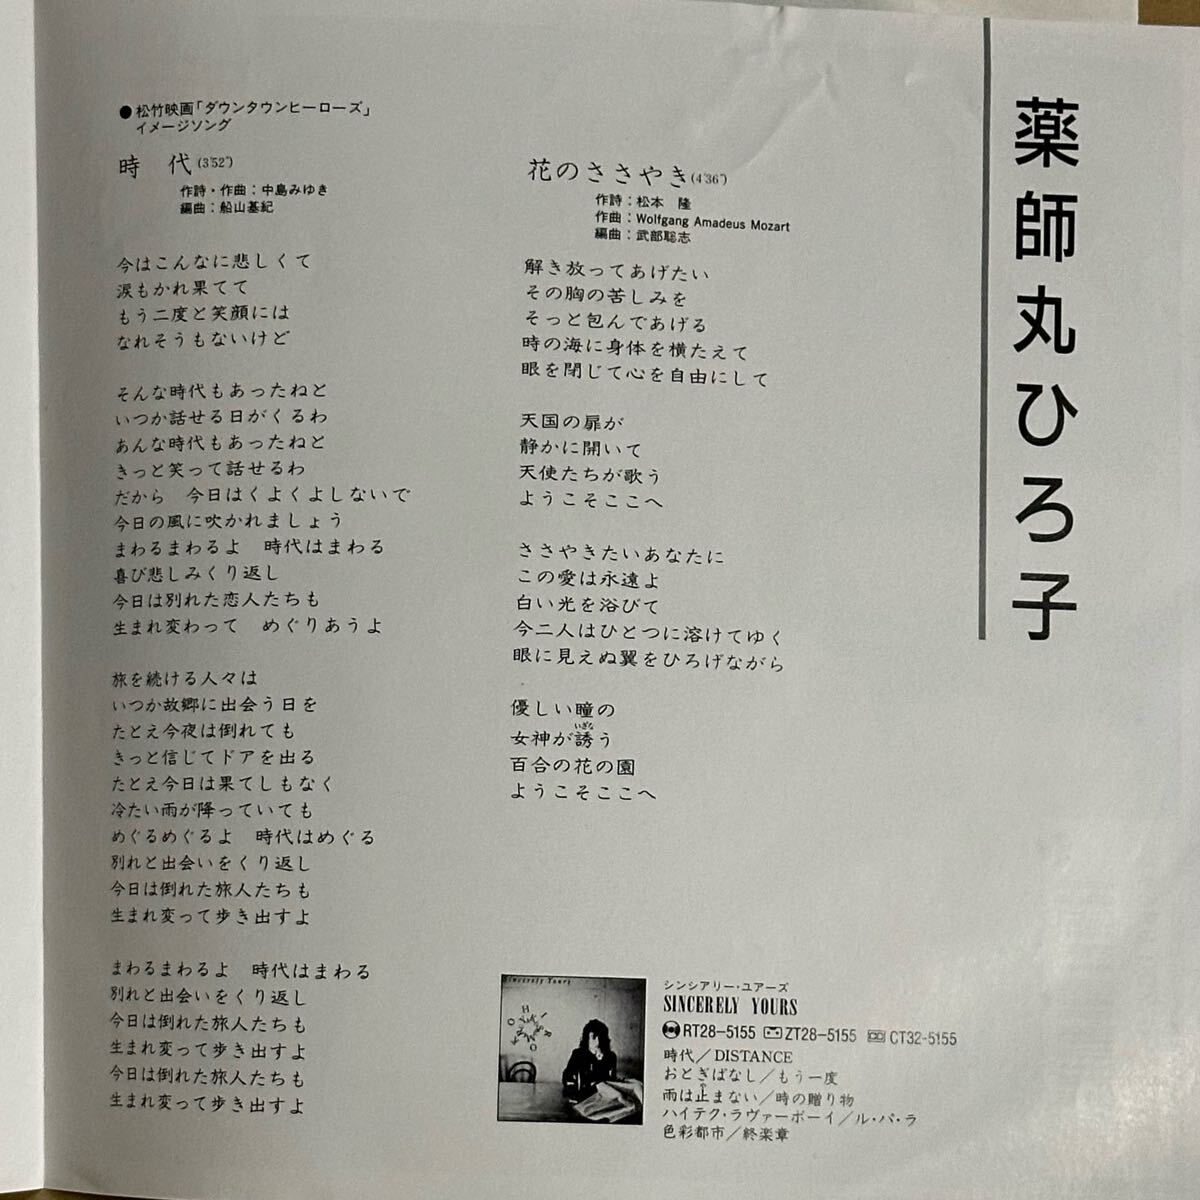 薬師丸ひろ子
●松竹映画「ダウンタウンヒーローズ」
イメージソング
時 代(3'52")
作詩・作曲：中島みゆき
編曲：船山基紀
今はこんなに悲しくて
涙もかれ果てて
もう二度と笑顔には
なれそうもないけど
そんな時代もあったねと
いつか話せる日がくるわ
あんな時代もあったねと
きっと笑って話せるわ
だから 今日はくよくよしないで
今日の風に吹かれましょう
まわるまわるよ 時代はまわる
喜び悲しみくり返し
今日は別れた恋人たちも
生まれ変わって めぐりあうよ
旅を続ける人々は
いつか故郷に出会う日を
たとえ今夜は倒れても
きっと信じてドアを出る
たとえ今日は果てしもなく
冷たい雨が降っていても
めぐるめぐるよ 時代はめぐる
別れと出会いをくり返し
今日は倒れた旅人たちも
生まれ変って歩き出すよ
まわるまわるよ 時代はまわる
別れと出会いをくり返し
今日は倒れた旅人たちも
生まれ変って歩き出すよ
今日は倒れた旅人たちも
生まれ変って歩き出すよ
花のささやき(4'36")
作詩：松本 隆
作曲：Wolfgang Amadeus Mozart
編曲：武部聡志
解き放ってあげたい
その胸の苦しみを
そっと包んであげる
時の海に身体を横たえて
眼を閉じて心を自由にして
天国の扉が
静かに開いて
天使たちが歌う
ようこそここへ
ささやきたいあなたに
この愛は永遠よ
白い光を浴びて
今二人はひとつに溶けてゆく
眼に見えぬ翼をひろげながら
優しい瞳の
いざな
女神が誘う
百合の花の園
ようこそここへ
Sincerely Yours
シンシアリー・ユアーズ
SINCERELY YOURS
RT28-5155 ZT28-5155 CD CT32-5155
時代／DISTANCE
おとぎばなし／もう一度
や
雨は止まない／時の贈り物
ハイテク・ラヴァーボーイ／ル・パ・ラ
色彩都市／終楽章